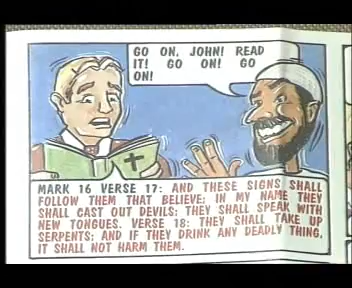 GO ON, JOHN! READ
IT! GO ON! GO
ON!
MARK 16 VERSE 17: AND THESE SIGNS SHALL
FOLLOW THEM THAT BELIEVE; IN MY NAME THEY
SHALL CAST OUT DEVILS; THEY SHALL SPEAK WITH
NEW TONGUES. VERSE 18: THEY SHALL TAKE UP
SERPENTS; AND IF THEY DRINK ANY DEADLY THING,
IT SHALL NOT HARM THEM.